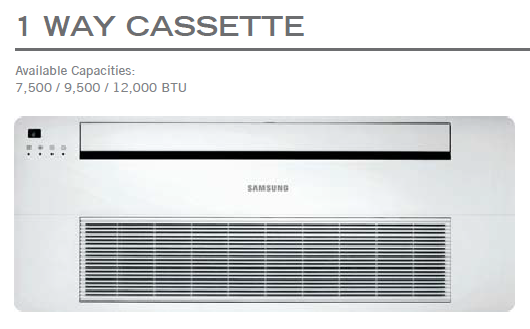 1 WAY CASSETTE
Available Capacities:
7,500 / 9,500 / 12,000 BTU
SAMSUNG